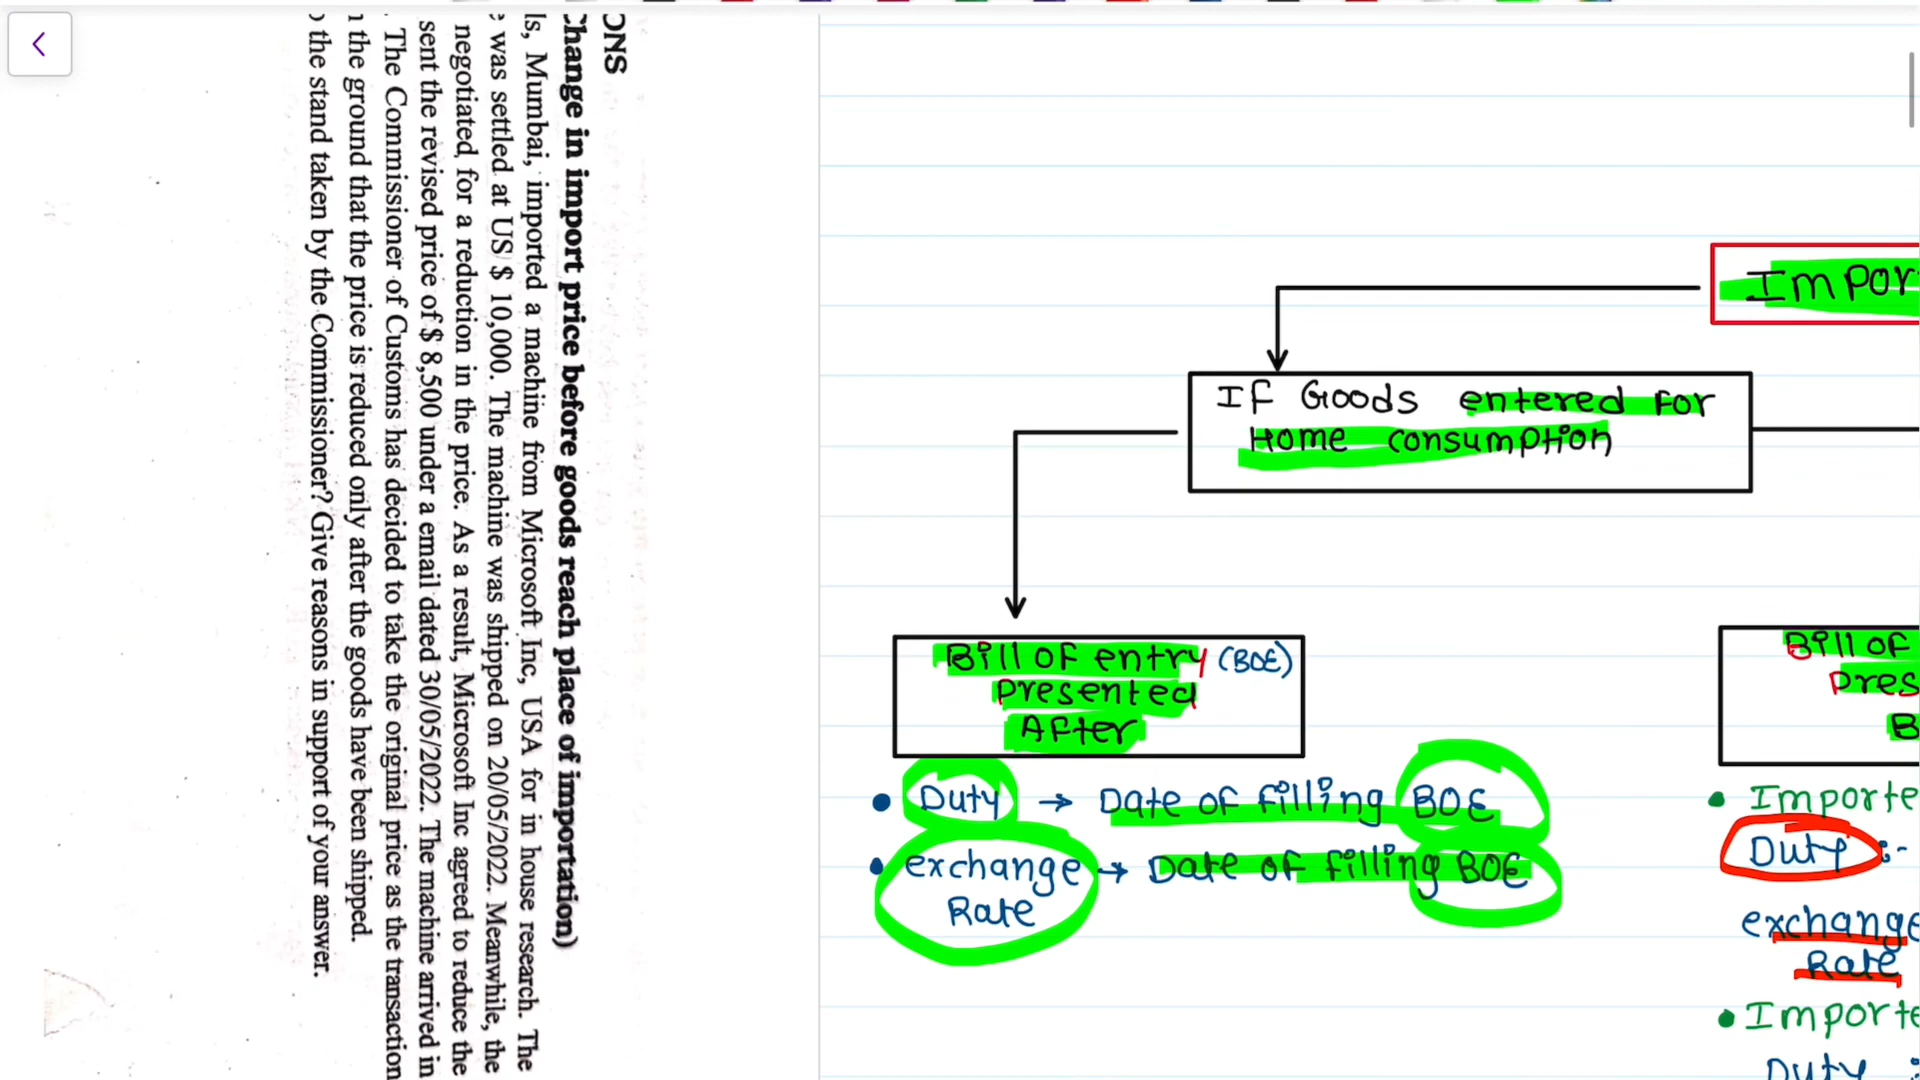 ONS
Change in import price before goods reach place of importation)
ls, Mumbai, imported a machine from Microsoft Inc, USA for in house research. The
e was settled at US $ 10,000. The machine was shipped on 20/05/2022. Meanwhile, the
negotiated for a reduction in the price. As a result, Microsoft Inc agreed to reduce the
sent the revised price of $ 8,500 under a email dated 30/05/2022. The machine arrived in
. The Commissioner of Customs has decided to take the original price as the transaction
n the ground that the price is reduced only after the goods have been shipped.
o the stand taken by the Commissioner? Give reasons in support of your answer.
Impor
If Goods entered for
Home consumption
Bill of entry (BOE)
Presented
After
• Duty → Date of filling BOE
• exchange → Date of filling BOE
Rate
Bill of
Pres
B
• Importe
Duty :-
exchange
Rate
• Importe
Duty :